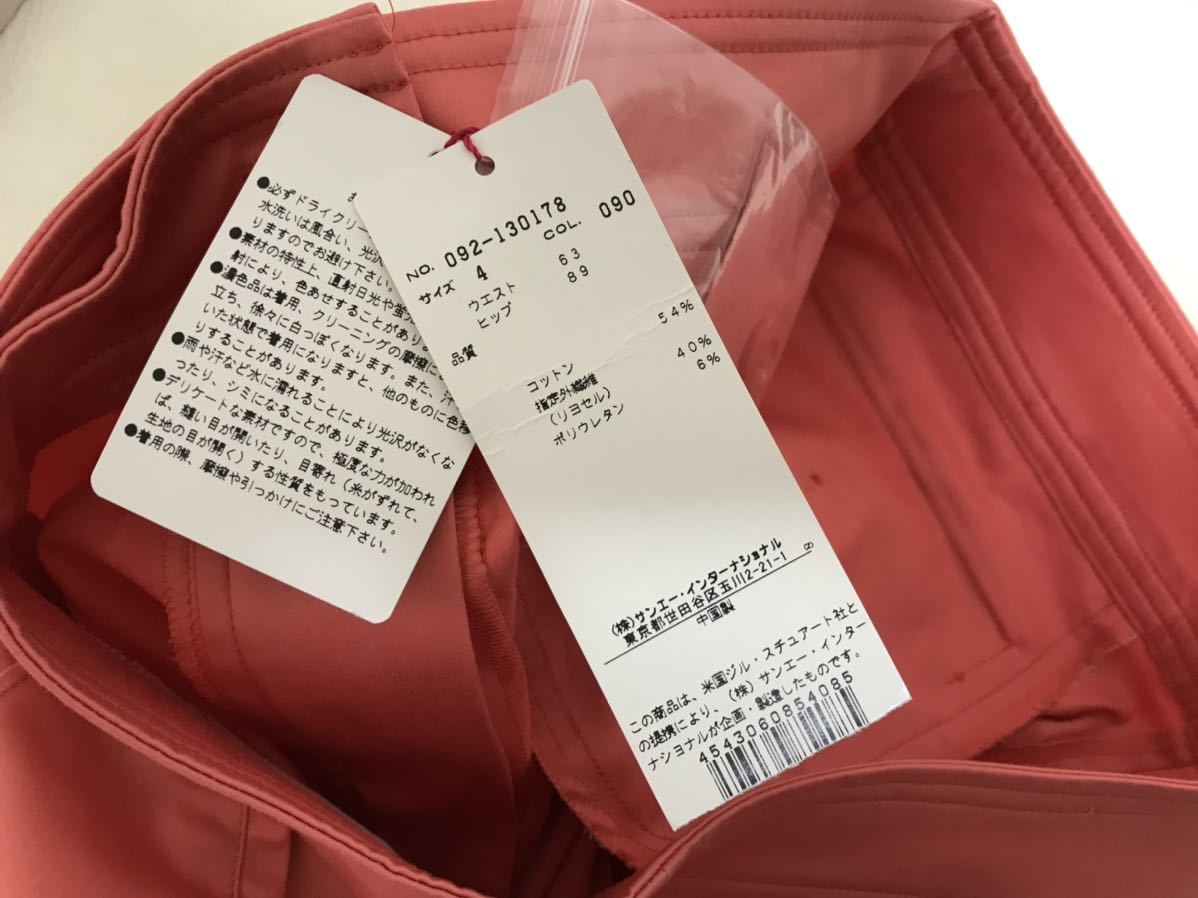 ●必ずドライクリー
水洗いは風合い、光沢
りますのでお避け下さい。
●素材の特性上、直射日光や蛍
射により、色あせすることがあり
●濃色品は着用、クリーニングの摩擦に
立ち、徐々に白っぽくなります。また、汗
いた状態で着用になりますと、他のものに色移
りすることがあります。
●雨や汗など水に濡れることにより光沢がなくな
ったり、シミになることがあります。
●デリケートな素材ですので、極度な力が加われ
ば、縫い目が開いたり、目寄れ（糸がずれて、
生地の目が開く）する性質をもっています。
●着用の際、摩擦や引っかけにご注意下さい。
NO. 092-130178
サイズ 4 COL. 090
ウエスト 63
ヒップ 89
品質
コットン 54%
指定外繊維
(リヨセル) 40%
ポリウレタン 6%
(株)サンエー・インターナショナル
東京都世田谷区玉川2-21-1 (2)
中国製
この商品は、米国ジル・スチュアート社と
の提携により、（株）サンエー・インター
ナショナルが企画・製造したものです。
4543060854085